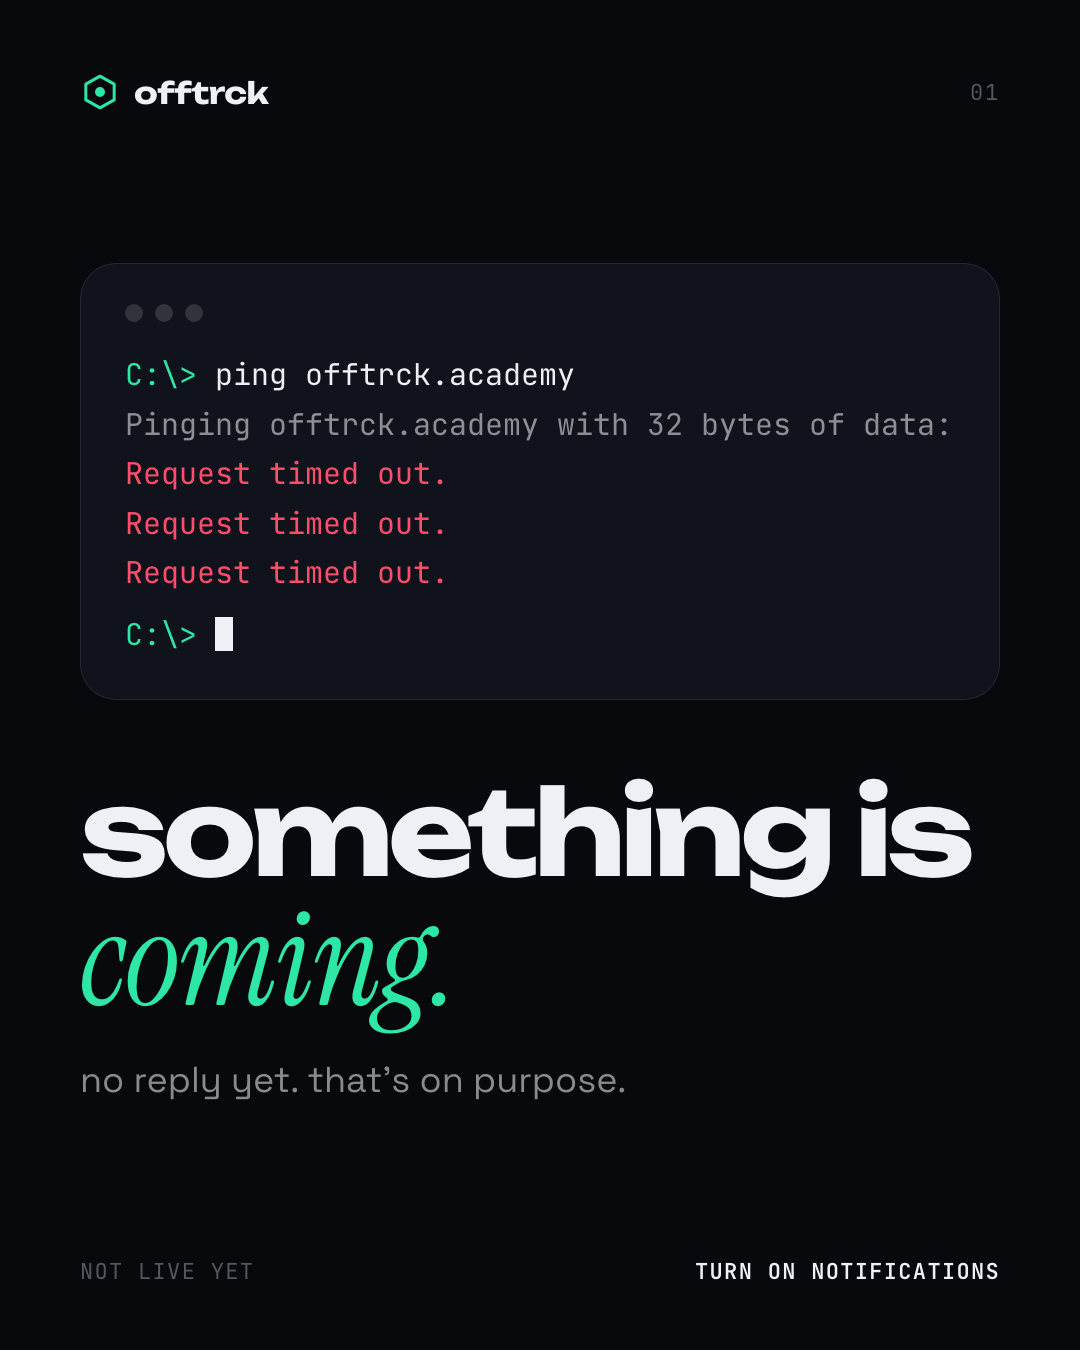 offtrck
01
C:\> ping offtrck.academy
Pinging offtrck.academy with 32 bytes of data:
Request timed out.
Request timed out.
Request timed out.
C:\>
something is
coming.
no reply yet. that's on purpose.
NOT LIVE YET
TURN ON NOTIFICATIONS